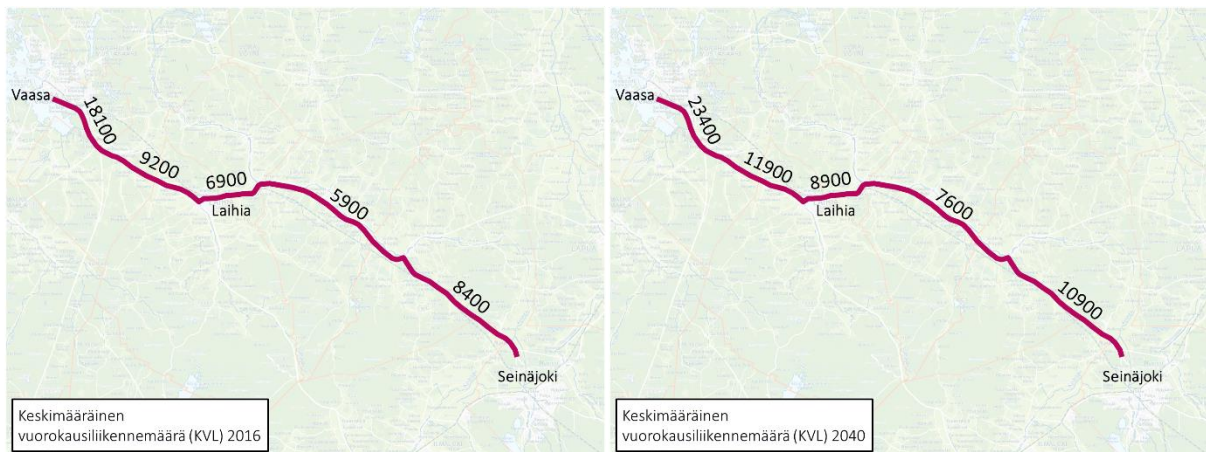 Vaasa
18100
9200
6900
Laihia
5900
8400
Seinäjoki
Keskimääräinen
vuorokausiliikennemäärä (KVL) 2016
Vaasa
23400
11900
8900
Laihia
7600
10900
Seinäjoki
Keskimääräinen
vuorokausiliikennemäärä (KVL) 2040